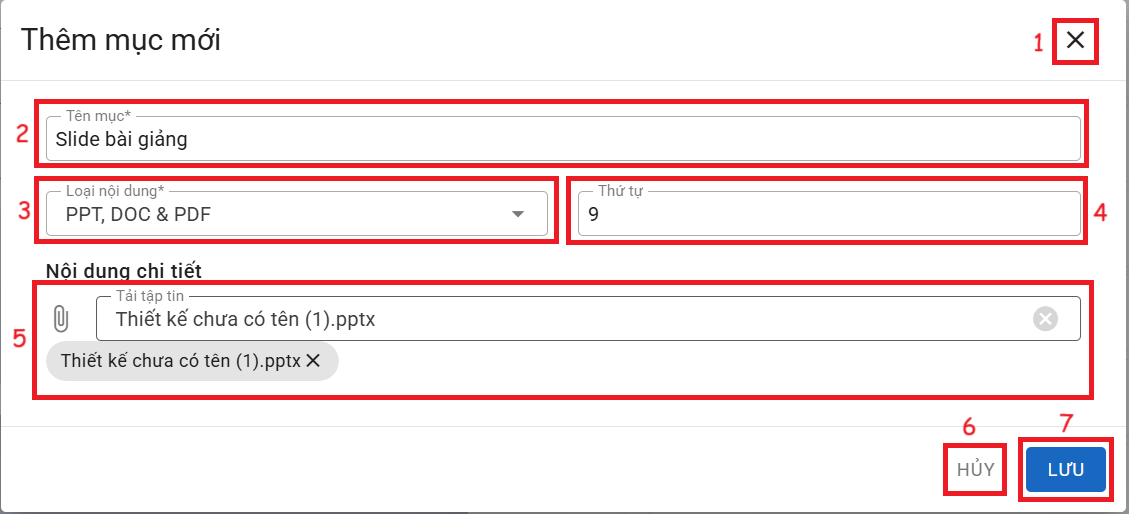 Thêm mục mới
1
Tên mục*
2
Slide bài giảng
Loại nội dung*
Thứ tự
3
PPT, DOC & PDF
9
4
Nội dung chi tiết
Tải tập tin
Thiết kế chưa có tên (1).pptx
5
Thiết kế chưa có tên (1).pptx
6
7
HỦY
LƯU